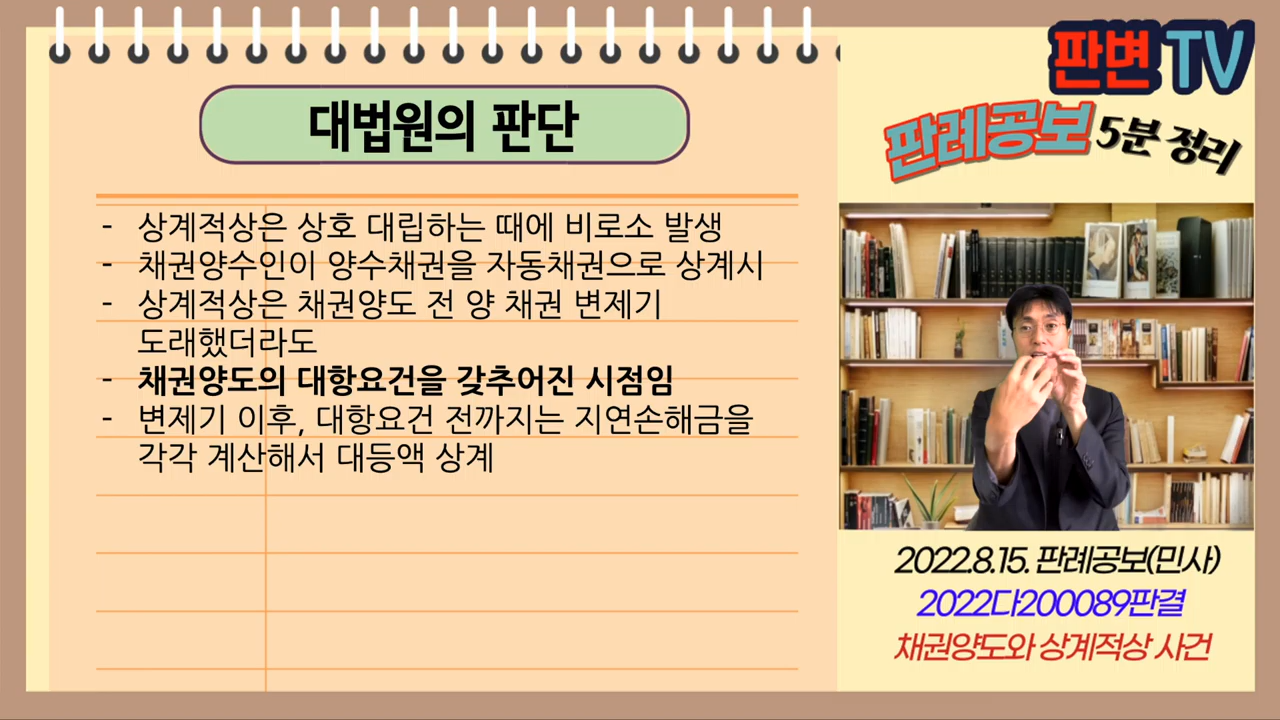 대법원의 판단
- 상계적상은 상호 대립하는 때에 비로소 발생
- 채권양수인이 양수채권을 자동채권으로 상계시
- 상계적상은 채권양도 전 양 채권 변제기
도래했더라도
- 채권양도의 대항요건을 갖추어진 시점임
- 변제기 이후, 대항요건 전까지는 지연손해금을
각각 계산해서 대등액 상계
판변 TV
판례공보 5분 정리
2022.8.15. 판례공보(민사)
2022다200089판결
채권양도와 상계적상 사건